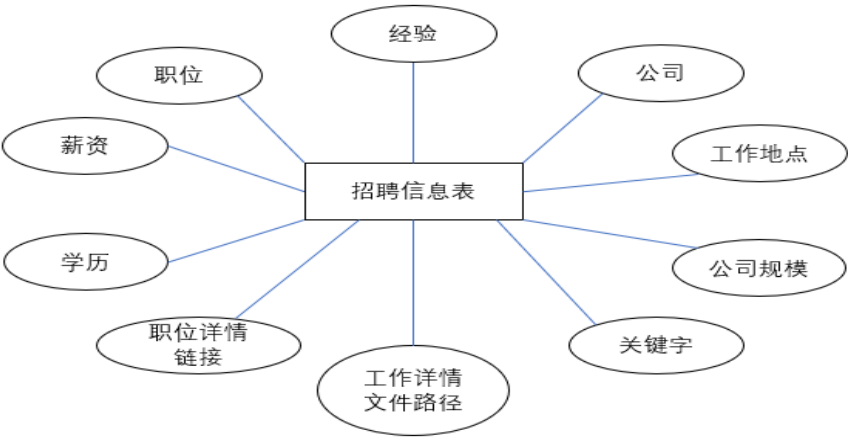 经验
职位
公司
薪资
工作地点
招聘信息表
学历
公司规模
职位详情
链接
关键字
工作详情
文件路径